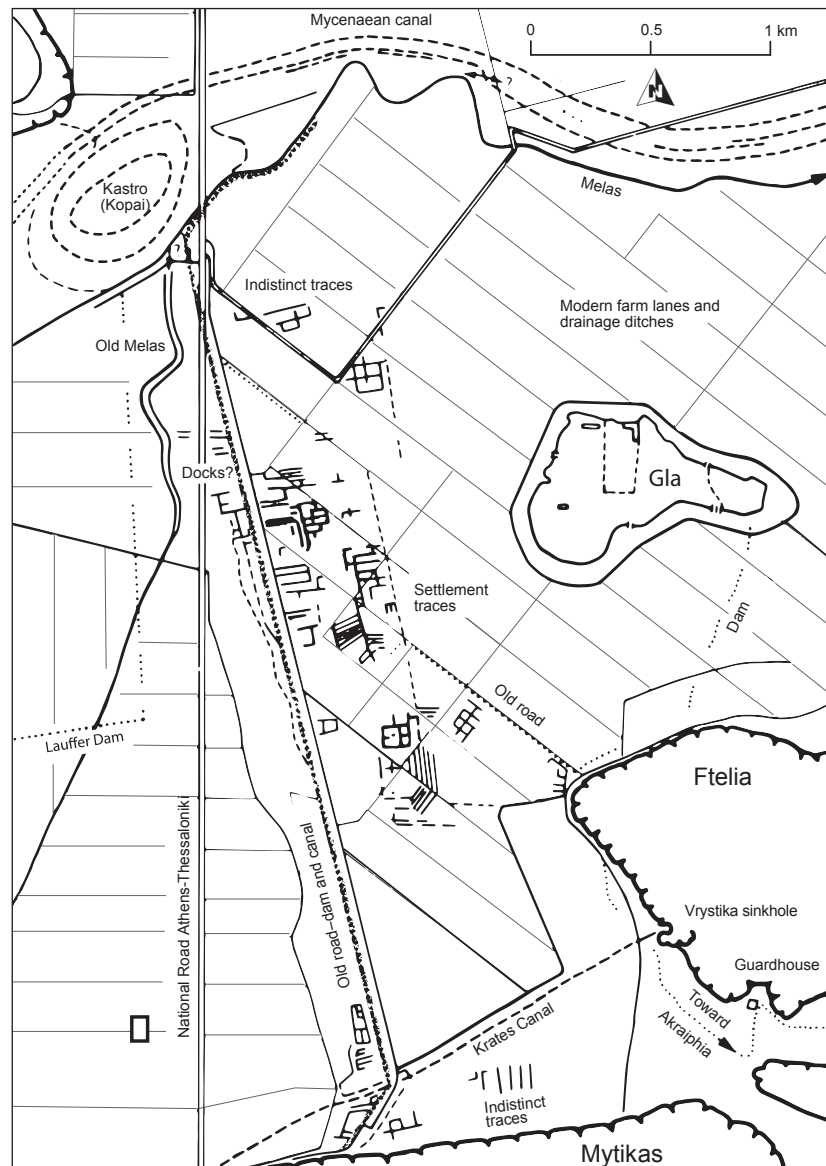 Mycenaean canal
0 0.5 1 km
?
N
Kastro
(Kopai)
Melas
?
Indistinct traces
Modern farm lanes and
drainage ditches
Old Melas
Docks?
Gla
Settlement
traces
Dam
Old road
Lauffer Dam
Ftelia
National Road Athens-Thessaloniki
Old road–dam and canal
Vrystika sinkhole
Guardhouse
Toward
Akraiphia
Krates Canal
Indistinct
traces
Mytikas